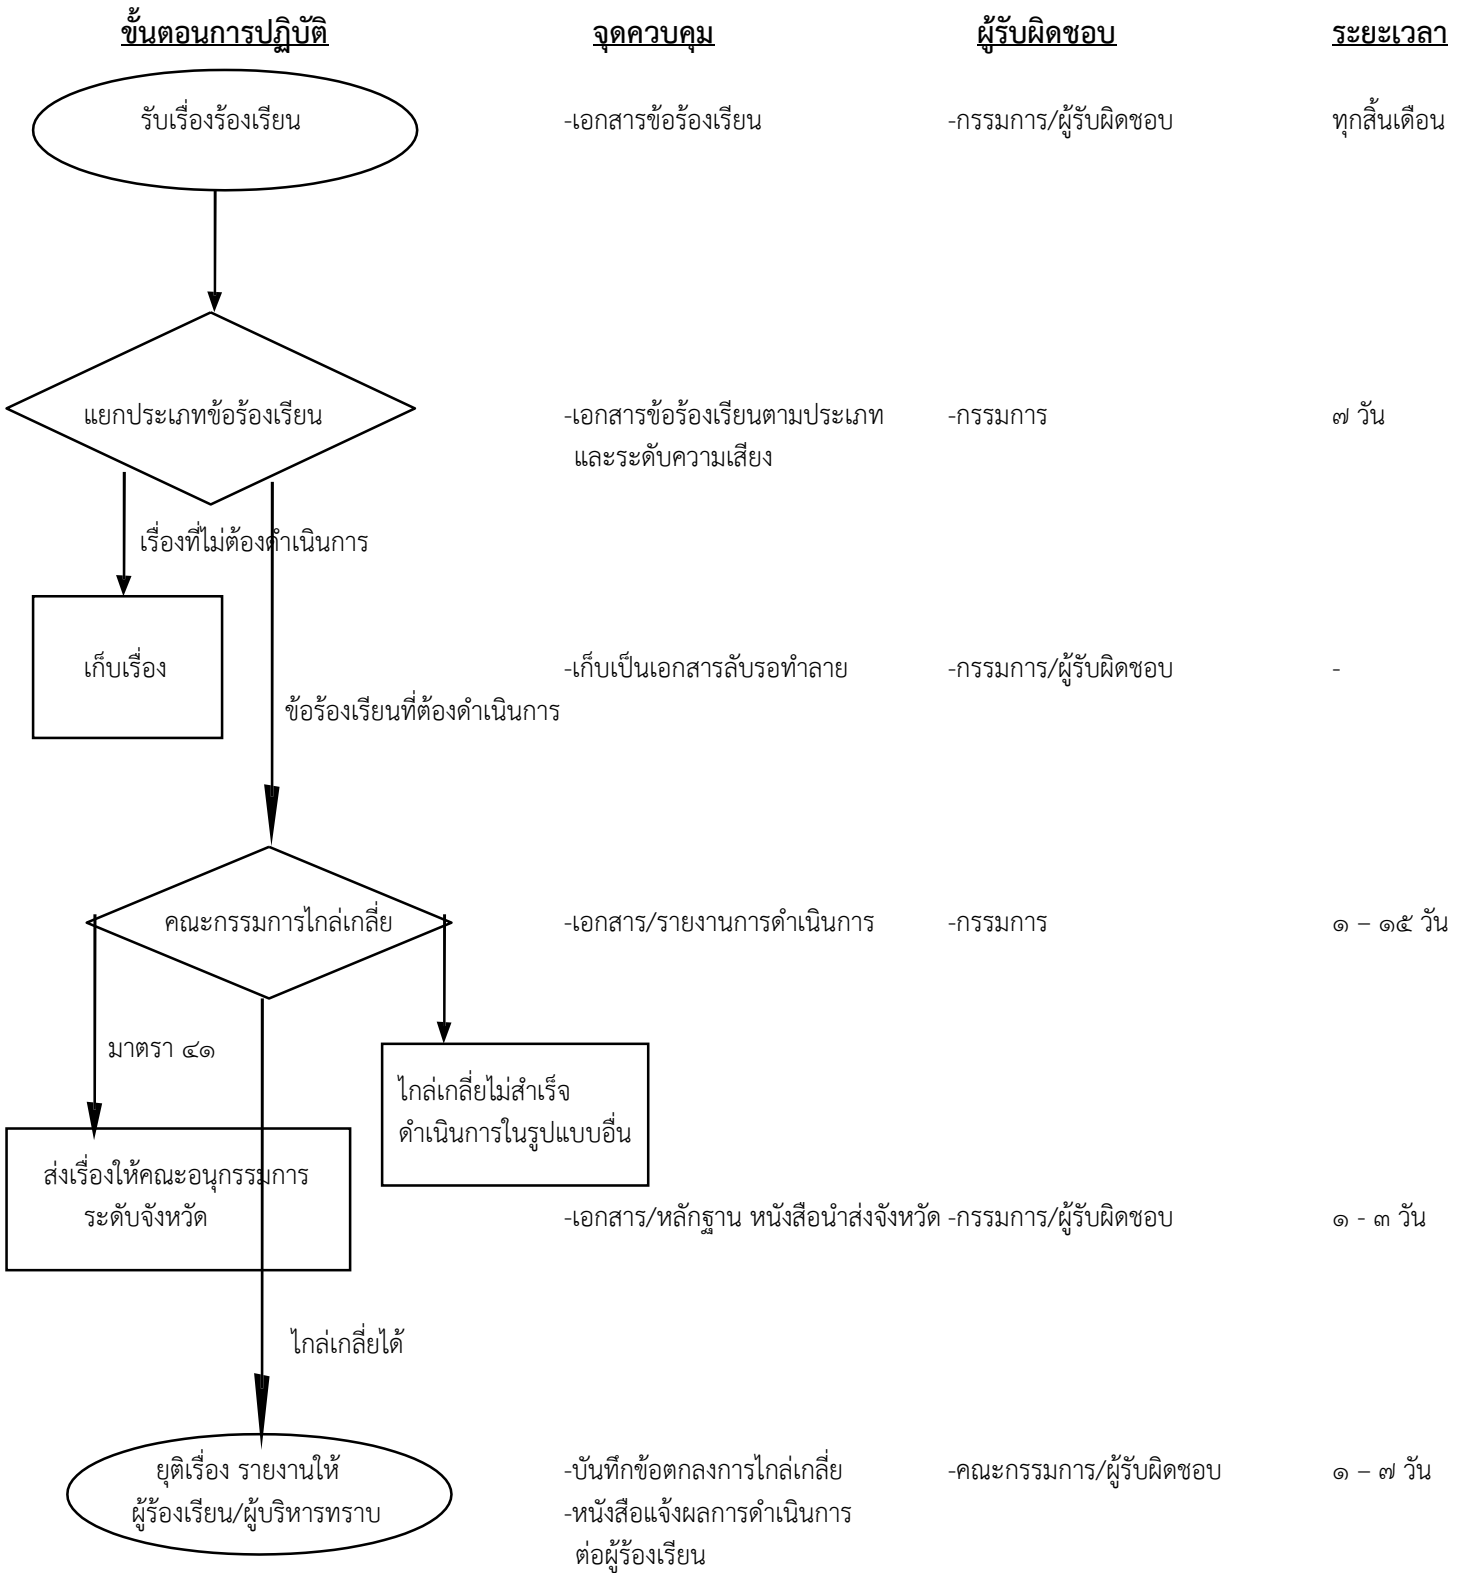 ขั้นตอนการปฏิบัติ จุดควบคุม ผู้รับผิดชอบ ระยะเวลา
รับเรื่องร้องเรียน -เอกสารข้อร้องเรียน -กรรมการ/ผู้รับผิดชอบ ทุกสิ้นเดือน
แยกประเภทข้อร้องเรียน -เอกสารข้อร้องเรียนตามประเภท -กรรมการ ๗ วัน
และระดับความเสียง
เรื่องที่ไม่ต้องดำเนินการ
เก็บเรื่อง -เก็บเป็นเอกสารลับรอทำลาย -กรรมการ/ผู้รับผิดชอบ -
ข้อร้องเรียนที่ต้องดำเนินการ
คณะกรรมการไกล่เกลี่ย -เอกสาร/รายงานการดำเนินการ -กรรมการ ๑ – ๑๕ วัน
มาตรา ๔๑
ไกล่เกลี่ยไม่สำเร็จ
ดำเนินการในรูปแบบอื่น
ส่งเรื่องให้คณะอนุกรรมการ
ระดับจังหวัด -เอกสาร/หลักฐาน หนังสือนำส่งจังหวัด -กรรมการ/ผู้รับผิดชอบ ๑ - ๓ วัน
ไกล่เกลี่ยได้
ยุติเรื่อง รายงานให้ -บันทึกข้อตกลงการไกล่เกลี่ย -คณะกรรมการ/ผู้รับผิดชอบ ๑ – ๗ วัน
ผู้ร้องเรียน/ผู้บริหารทราบ -หนังสือแจ้งผลการดำเนินการ
ต่อผู้ร้องเรียน